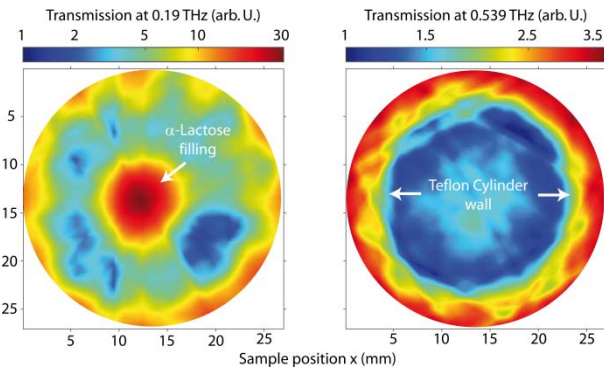 Transmission at 0.19 THz (arb. U.)
1 2 5 10 30
Transmission at 0.539 THz (arb. U.)
1 1.5 2.5 3.5
5
10
15
20
25
α-Lactose
filling
Teflon Cylinder
wall
5 10 15 20 25
5 10 15 20 25
Sample position x (mm)